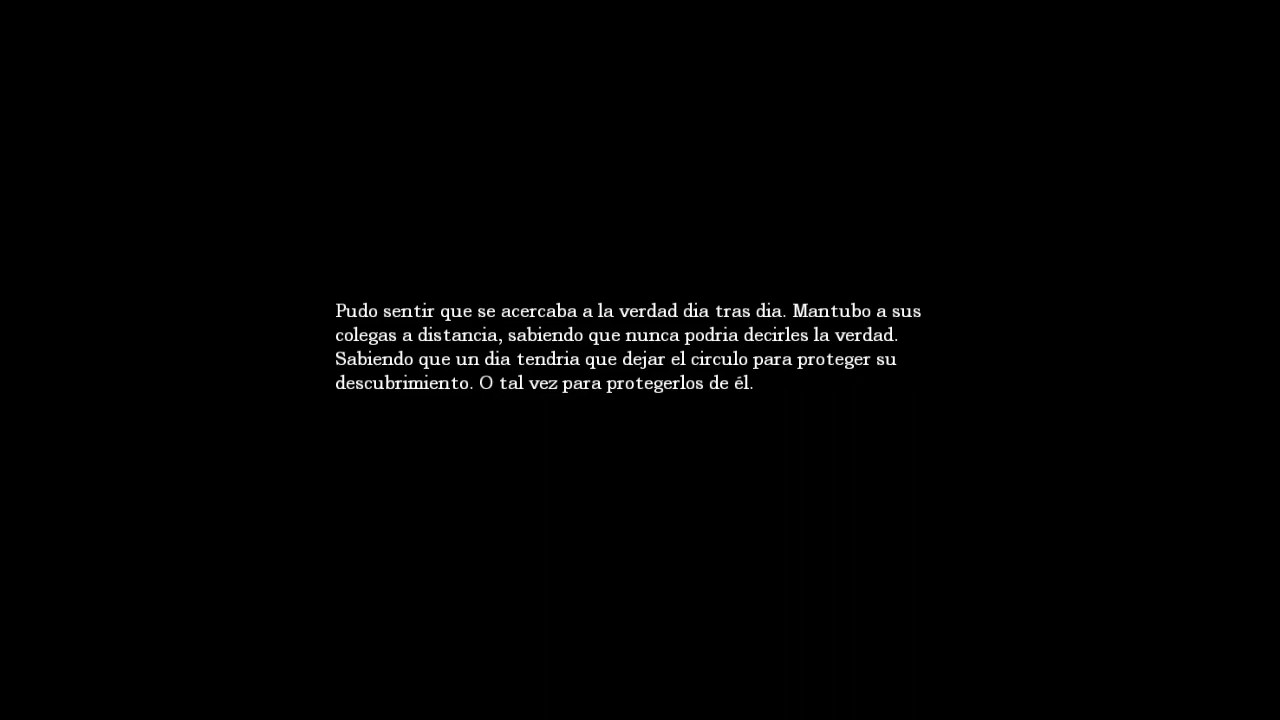 Pudo sentir que se acercaba a la verdad dia tras dia. Mantubo a sus
colegas a distancia, sabiendo que nunca podria decirles la verdad.
Sabiendo que un dia tendria que dejar el circulo para proteger su
descubrimiento. O tal vez para protegerlos de él.